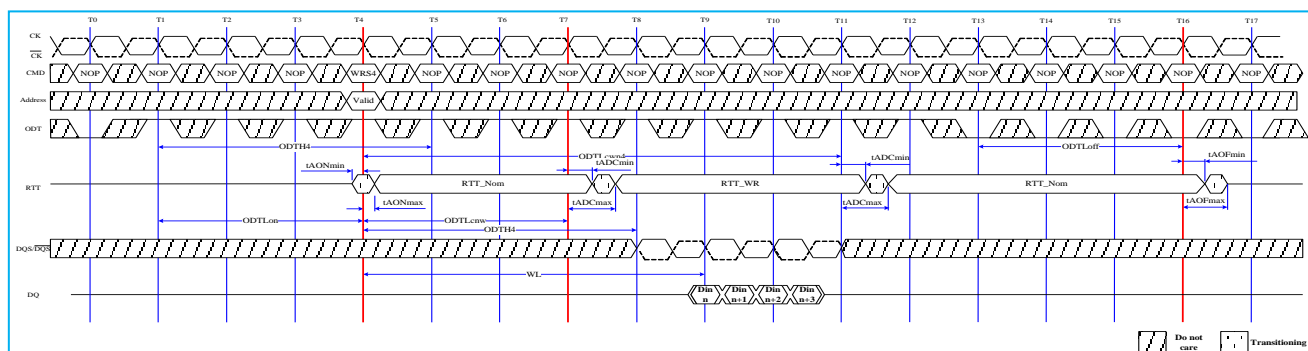 T0 T1 T2 T3 T4 T5 T6 T7 T8 T9 T10 T11 T12 T13 T14 T15 T16 T17
CK
CK
CMD NOP NOP NOP NOP WRS4 NOP NOP NOP NOP NOP NOP NOP NOP NOP NOP NOP NOP NOP
Address Valid
ODT
ODTH4 ODTLcwn4 ODTLoff
tAONmin tADCmin tADCmin tAOFmin
RTT RTT_Nom RTT_WR RTT_Nom
tAONmax tADCmax tADCmax tAOFmax
ODTLon ODTLcnw
ODTH4
DQS/DQS
WL
DQ Din n Din n+1 Din n+2 Din n+3
Do not care Transitioning